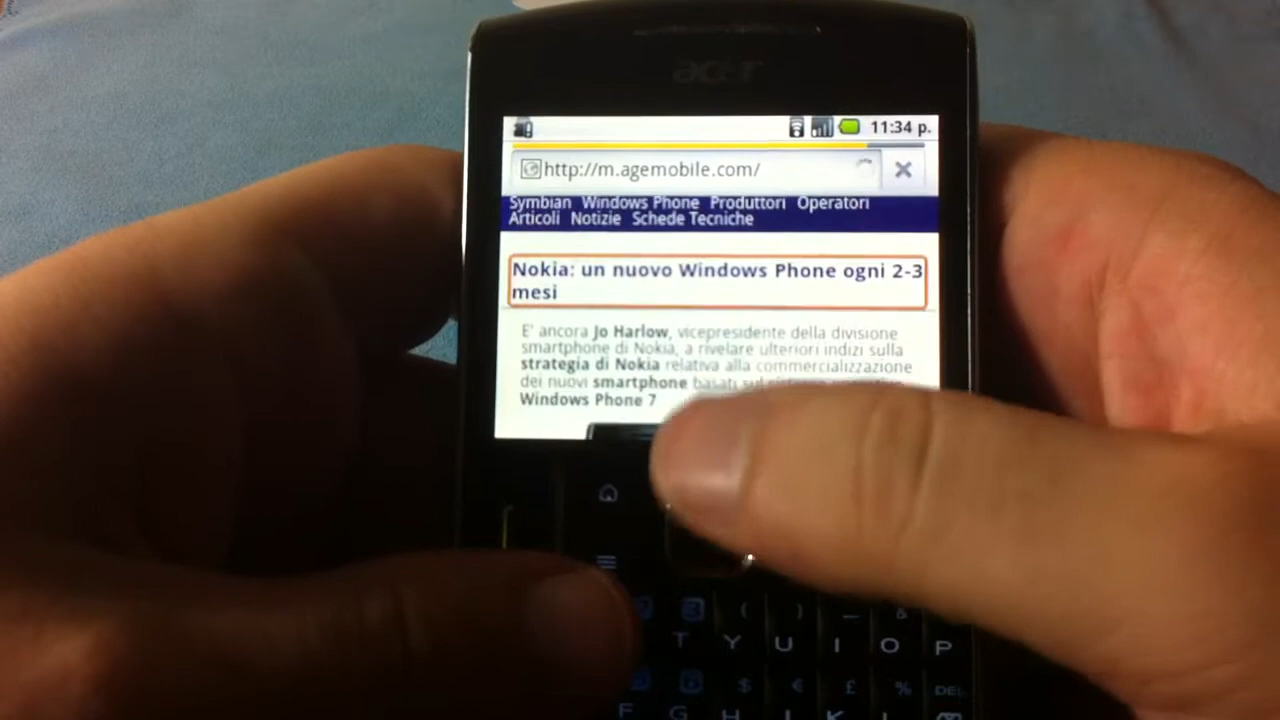 acer
11:34 p.
http://m.agemobile.com/
Symbian Windows Phone Produttori Operatori
Articoli Notizie Schede Tecniche
Nokia: un nuovo Windows Phone ogni 2-3
mesi
E' ancora Jo Harlow, vicepresidente della divisione
smartphone di Nokia, a rivelare ulteriori indizi sulla
strategia di Nokia relativa alla commercializzazione
dei nuovi smartphone basati sul sistema
Windows Phone 7
( ) _ &
T Y U I O P
$ € £ % DEL
F G H J K L